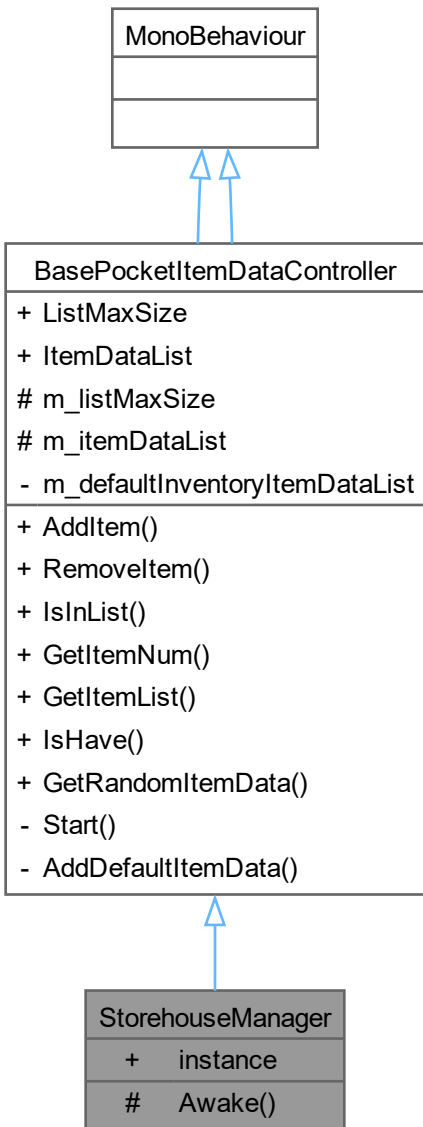 MonoBehaviour
BasePocketItemDataController
+ ListMaxSize
+ ItemDataList
# m_listMaxSize
# m_itemDataList
- m_defaultInventoryItemDataList
+ AddItem()
+ RemoveItem()
+ IsInList()
+ GetItemNum()
+ GetItemList()
+ IsHave()
+ GetRandomItemData()
- Start()
- AddDefaultItemData()
StorehouseManager
+ instance
# Awake()